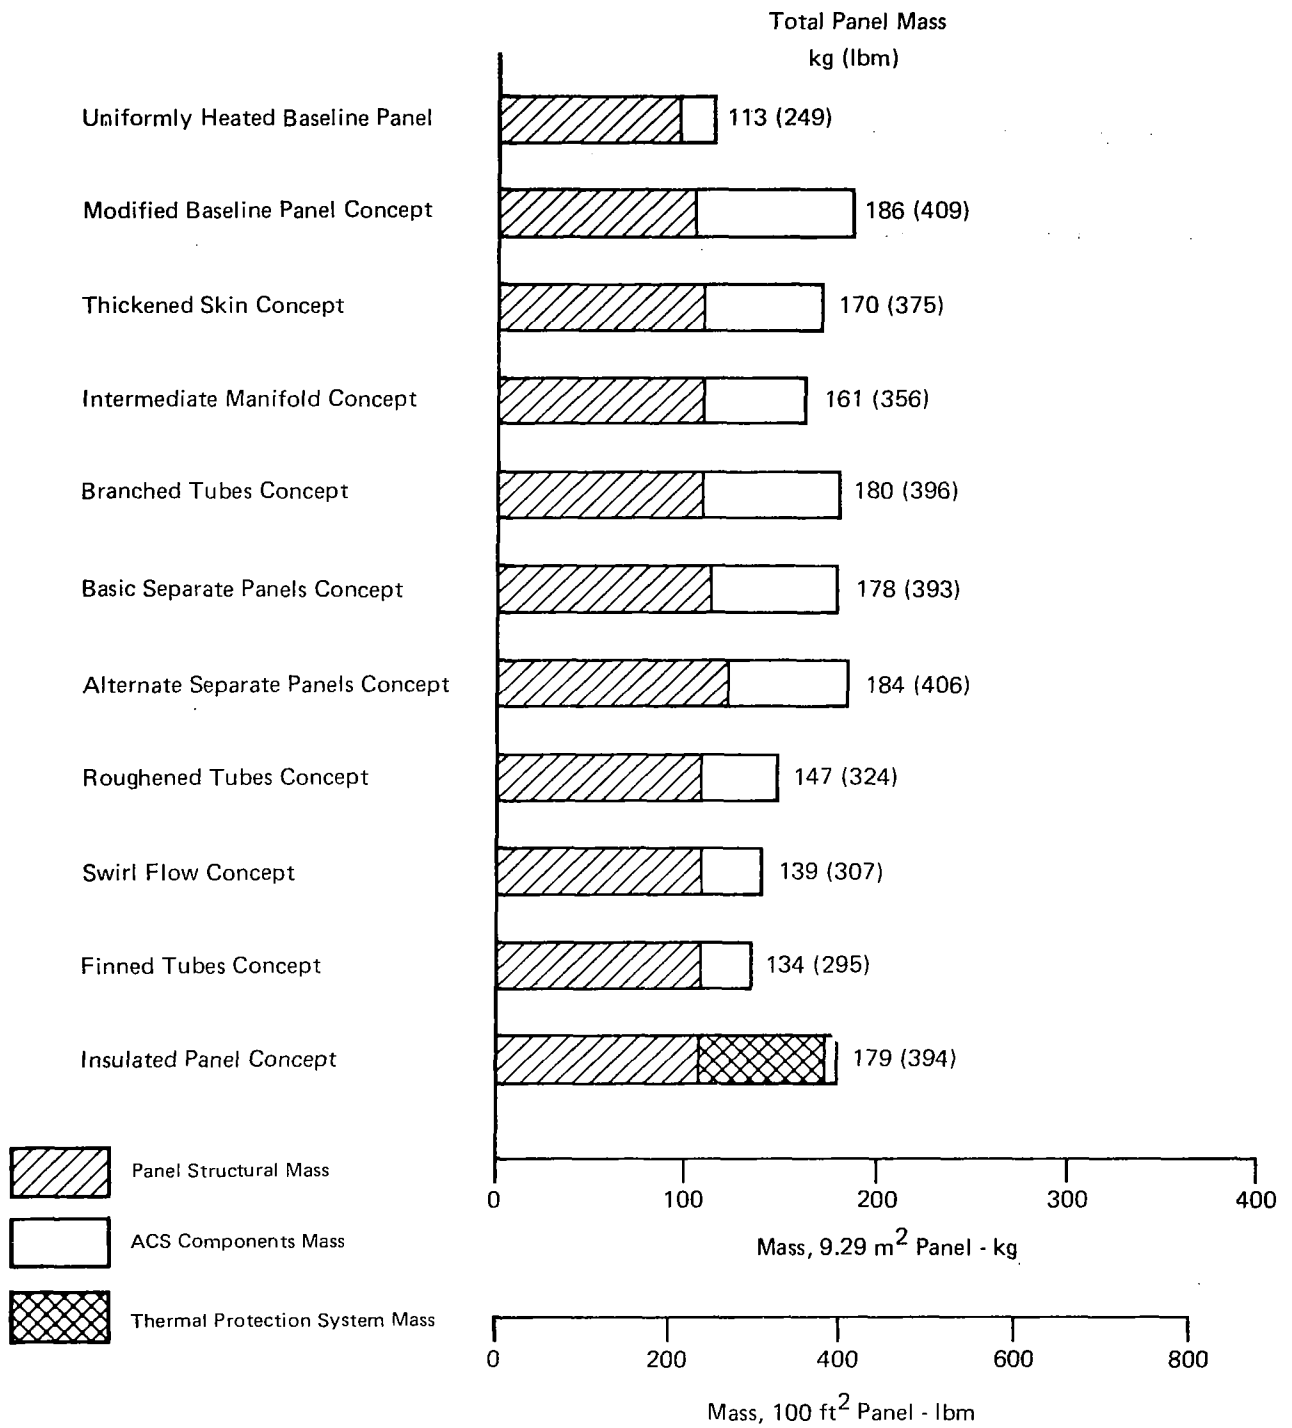 Total Panel Mass
kg (lbm)
Uniformly Heated Baseline Panel 113 (249)
Modified Baseline Panel Concept 186 (409)
Thickened Skin Concept 170 (375)
Intermediate Manifold Concept 161 (356)
Branched Tubes Concept 180 (396)
Basic Separate Panels Concept 178 (393)
Alternate Separate Panels Concept 184 (406)
Roughened Tubes Concept 147 (324)
Swirl Flow Concept 139 (307)
Finned Tubes Concept 134 (295)
Insulated Panel Concept 179 (394)
Panel Structural Mass
0 100 200 300 400
ACS Components Mass
Mass, 9.29 m² Panel - kg
Thermal Protection System Mass
0 200 400 600 800
Mass, 100 ft² Panel - lbm